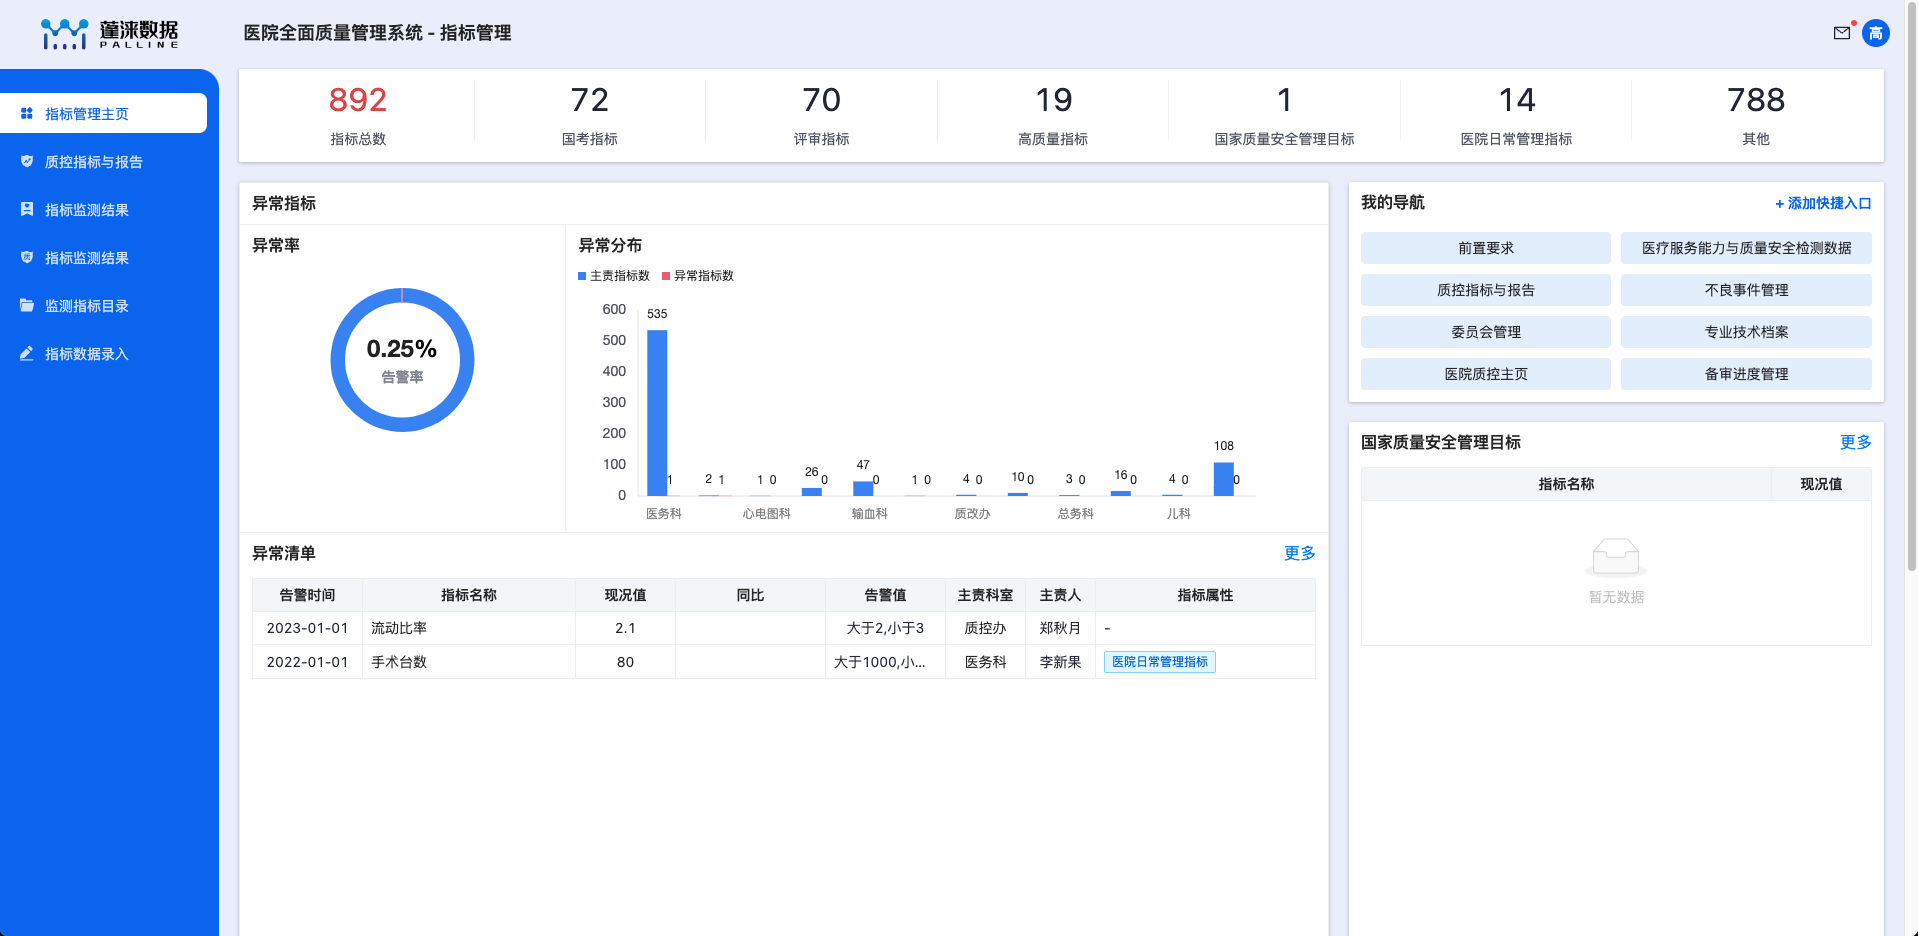 蓬涞数据
PALLINE
医院全面质量管理系统 - 指标管理
高
指标管理主页
质控指标与报告
指标监测结果
指标监测结果
监测指标目录
指标数据录入
892
指标总数
72
国考指标
70
评审指标
19
高质量指标
1
国家质量安全管理目标
14
医院日常管理指标
788
其他
异常指标
异常率
0.25%
告警率
异常分布
主责指标数 异常指标数
600
500
400
300
200
100
0
535 1 2 1 1 0 26 0 47 0 1 0 4 0 10 0 3 0 16 0 4 0 108 0
医务科 心电图科 输血科 质改办 总务科 儿科
异常清单 更多
告警时间 指标名称 现况值 同比 告警值 主责科室 主责人 指标属性
2023-01-01 流动比率 2.1 大于2,小于3 质控办 郑秋月 -
2022-01-01 手术台数 80 大于1000,小... 医务科 李新果 医院日常管理指标
我的导航 + 添加快捷入口
前置要求 医疗服务能力与质量安全检测数据
质控指标与报告 不良事件管理
委员会管理 专业技术档案
医院质控主页 备审进度管理
国家质量安全管理目标 更多
指标名称 现况值
暂无数据